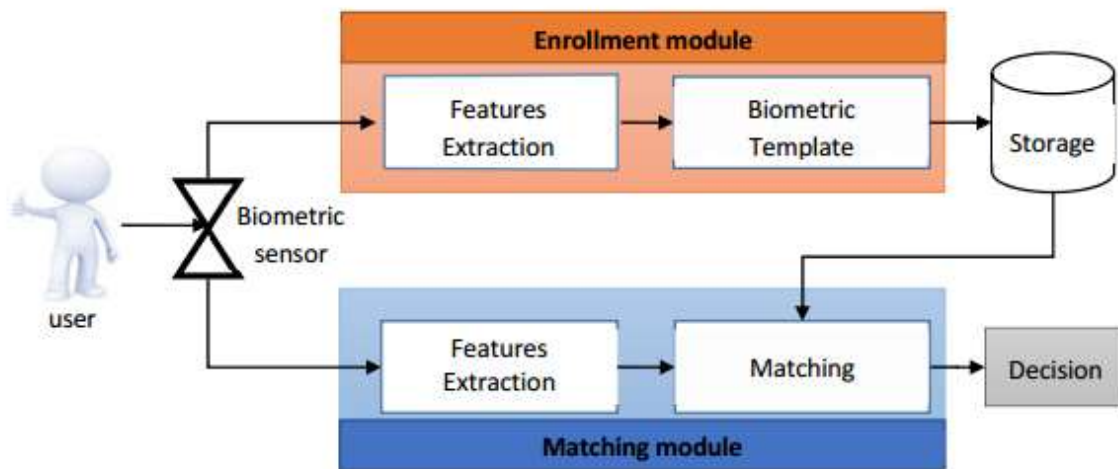 Enrollment module
Features
Extraction
Biometric
Template
Storage
Biometric
sensor
user
Features
Extraction
Matching
Decision
Matching module